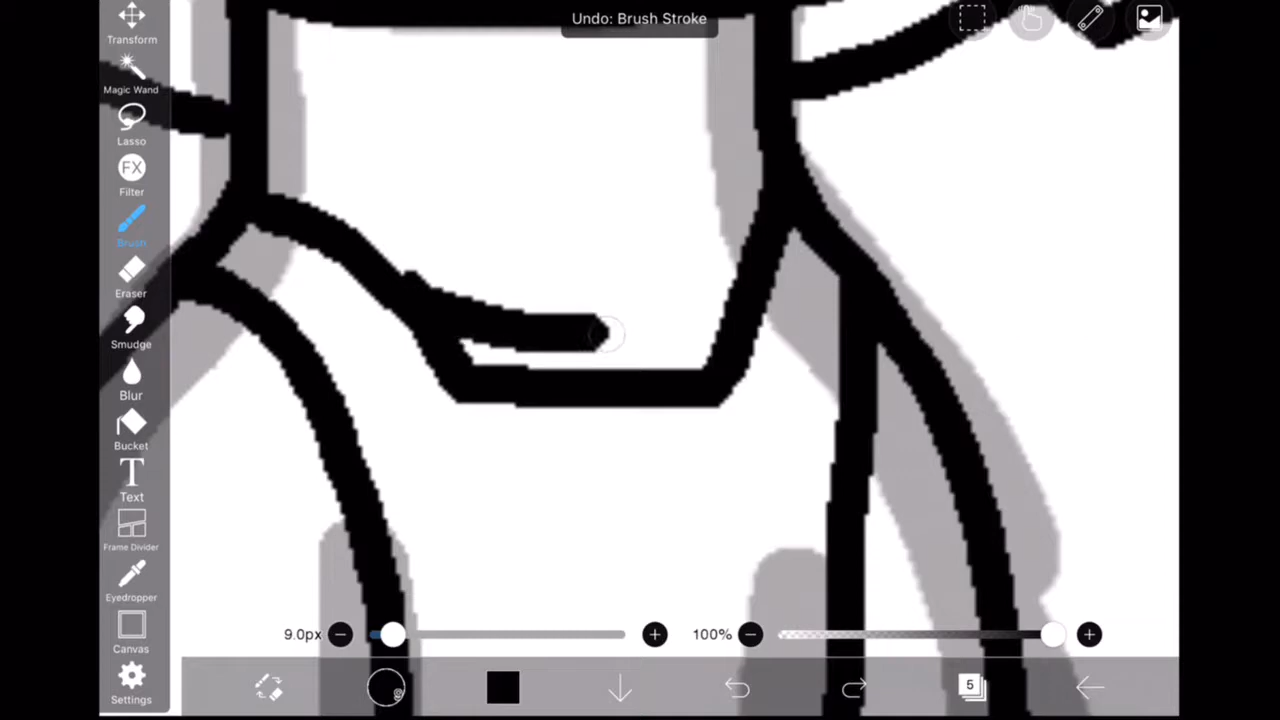 Undo: Brush Stroke
Transform
Magic Wand
Lasso
FX
Filter
Brush
Eraser
Smudge
Blur
Bucket
T
Text
Frame Divider
Eyedropper
Canvas
Settings
9.0px
100%
5